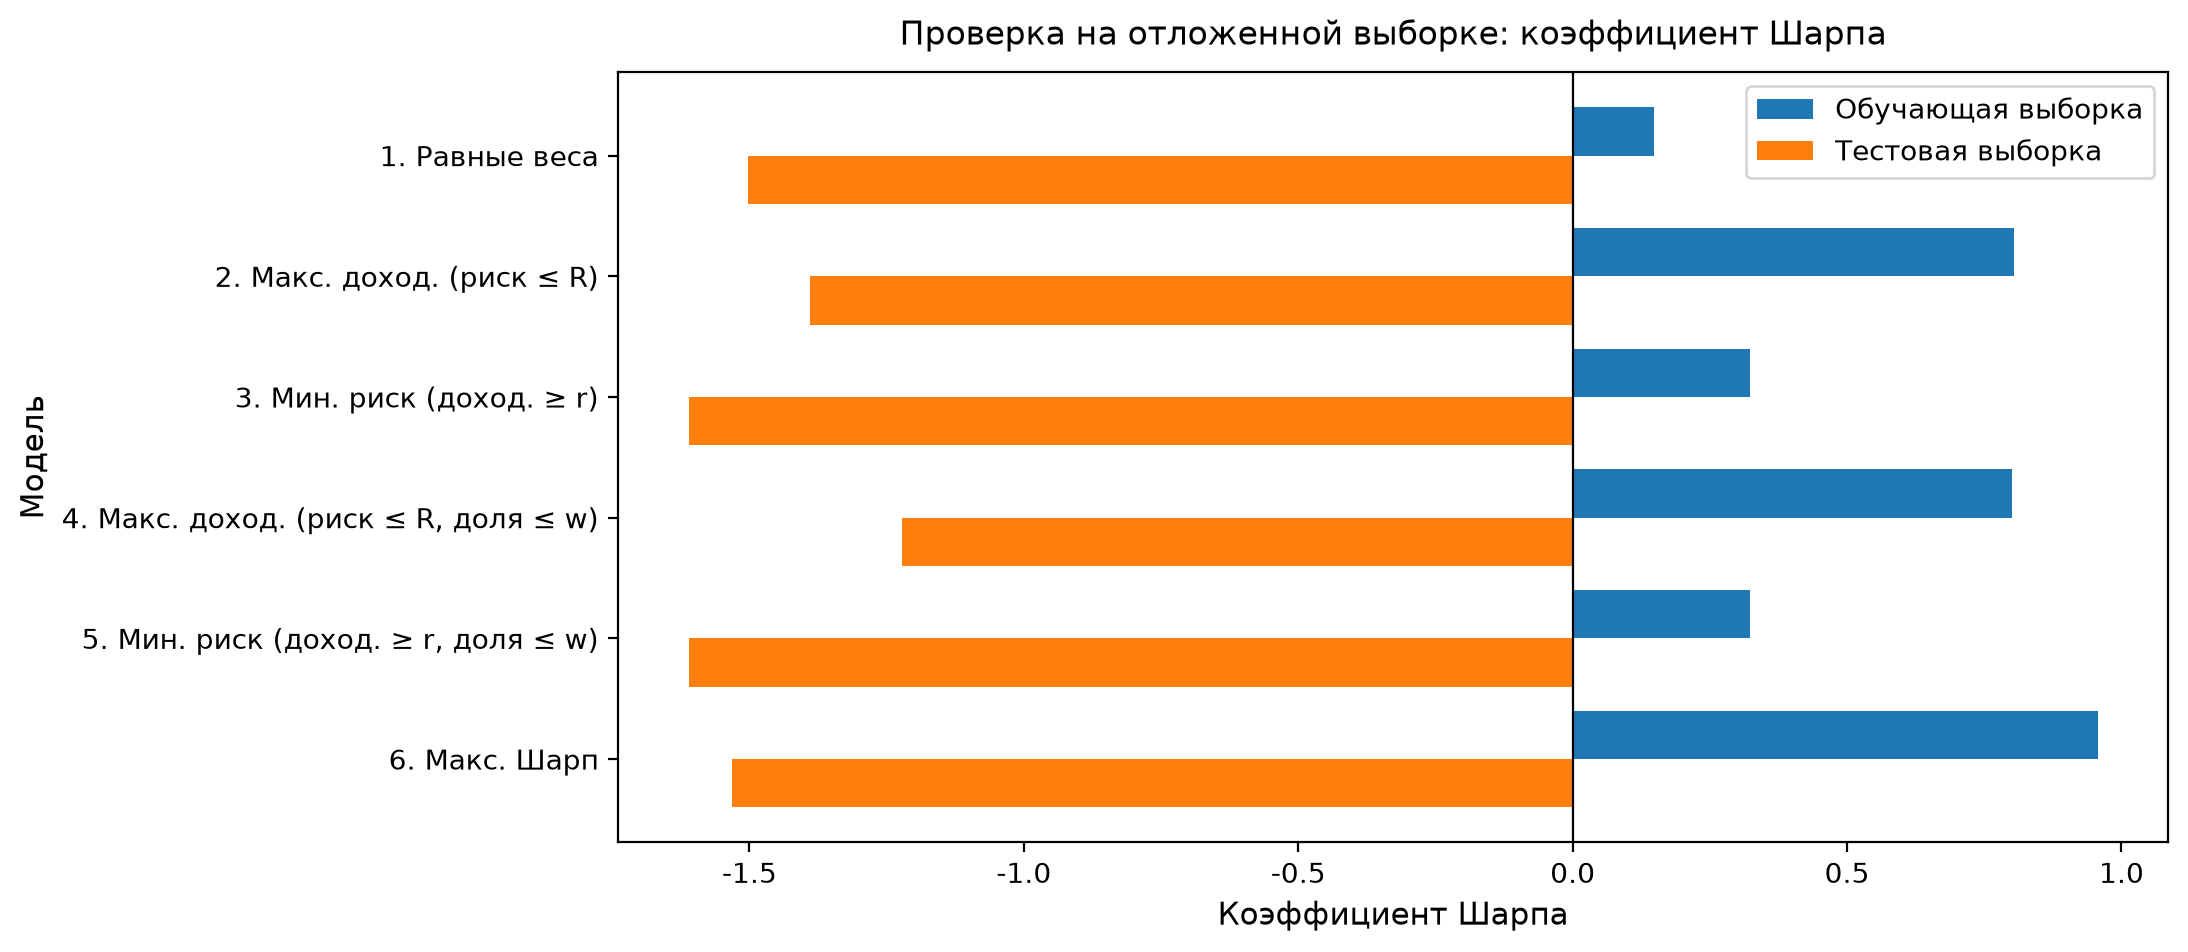 Проверка на отложенной выборке: коэффициент Шарпа
Обучающая выборка
Тестовая выборка
Модель
1. Равные веса
2. Макс. доход. (риск ≤ R)
3. Мин. риск (доход. ≥ r)
4. Макс. доход. (риск ≤ R, доля ≤ w)
5. Мин. риск (доход. ≥ r, доля ≤ w)
6. Макс. Шарп
-1.5 -1.0 -0.5 0.0 0.5 1.0
Коэффициент Шарпа